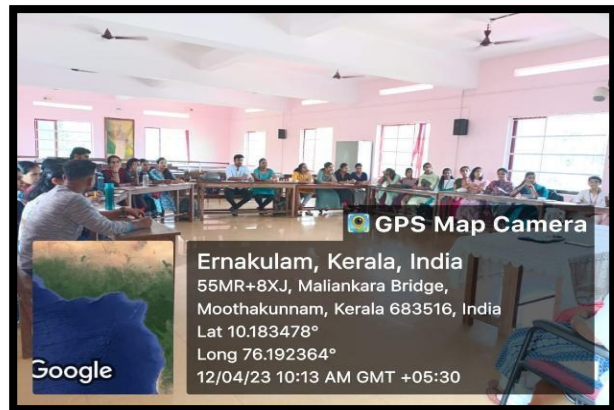 GPS Map Camera
Ernakulam, Kerala, India
55MR+8XJ, Maliankara Bridge,
Moothakunnam, Kerala 683516, India
Lat 10.183478°
Long 76.192364°
12/04/23 10:13 AM GMT +05:30
Google